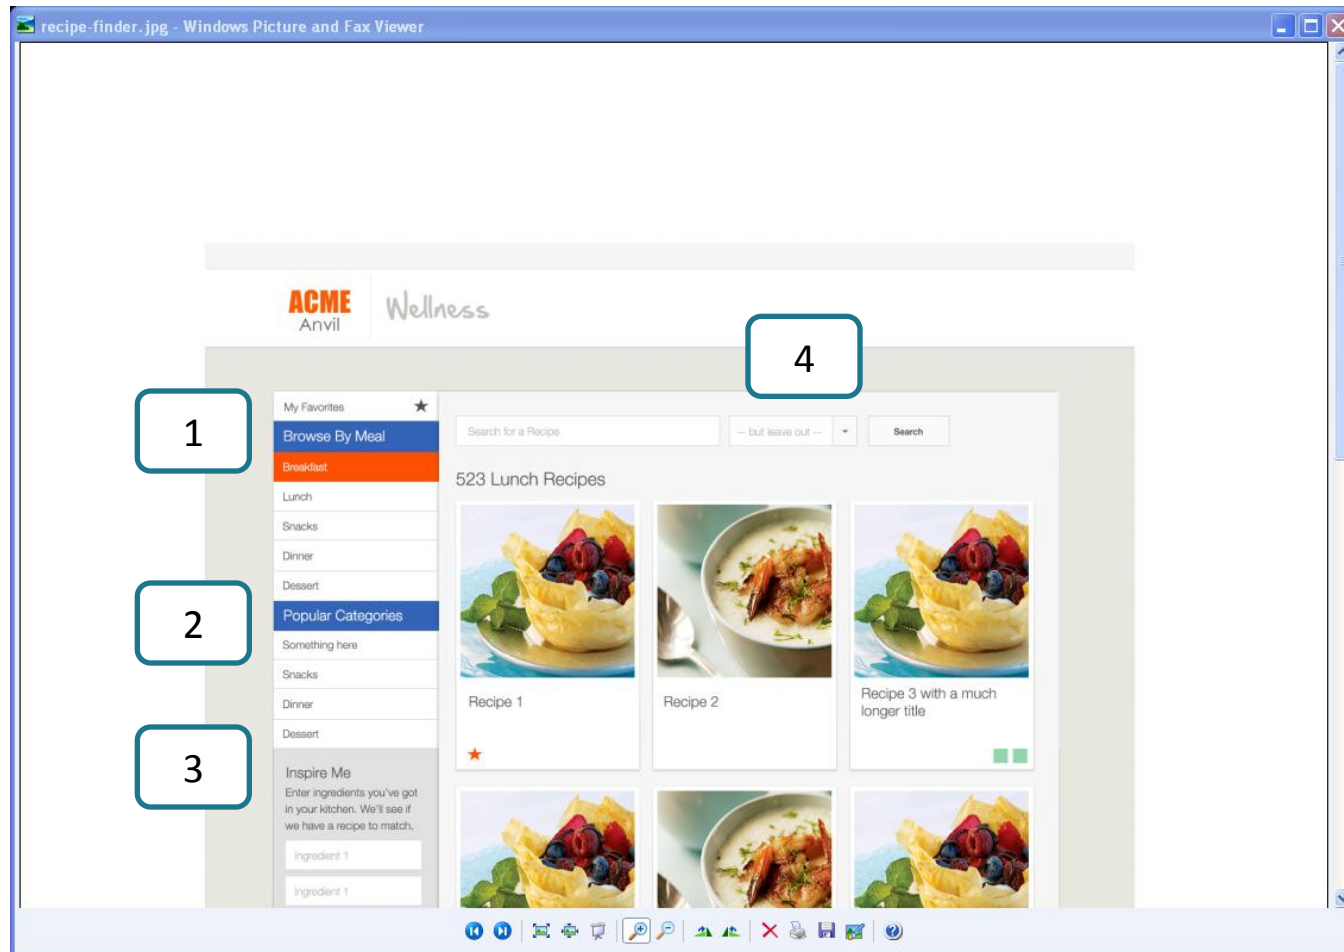 recipe-finder.jpg - Windows Picture and Fax Viewer
ACME
Anvil
Wellness
4
1
My Favorites
Browse By Meal
Breakfast
Lunch
Snacks
Dinner
Dessert
2
Popular Categories
Something here
Snacks
Dinner
Dessert
3
Inspire Me
Enter ingredients you've got
in your kitchen. We'll see if
we have a recipe to match.
Ingredient 1
Ingredient 1
Search for a Recipe
-- but leave out --
Search
523 Lunch Recipes
Recipe 1
Recipe 2
Recipe 3 with a much
longer title